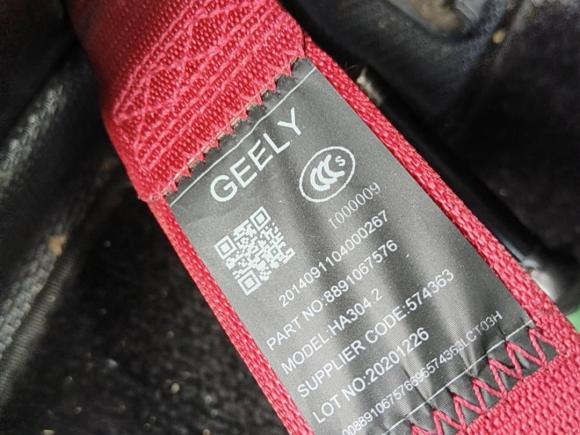 GEELY
CCC S
I000009
2014091104000267
PART NO:8891067576
MODEL:HA304.2
SUPPLIER CODE:574363
LOT NO:20201226